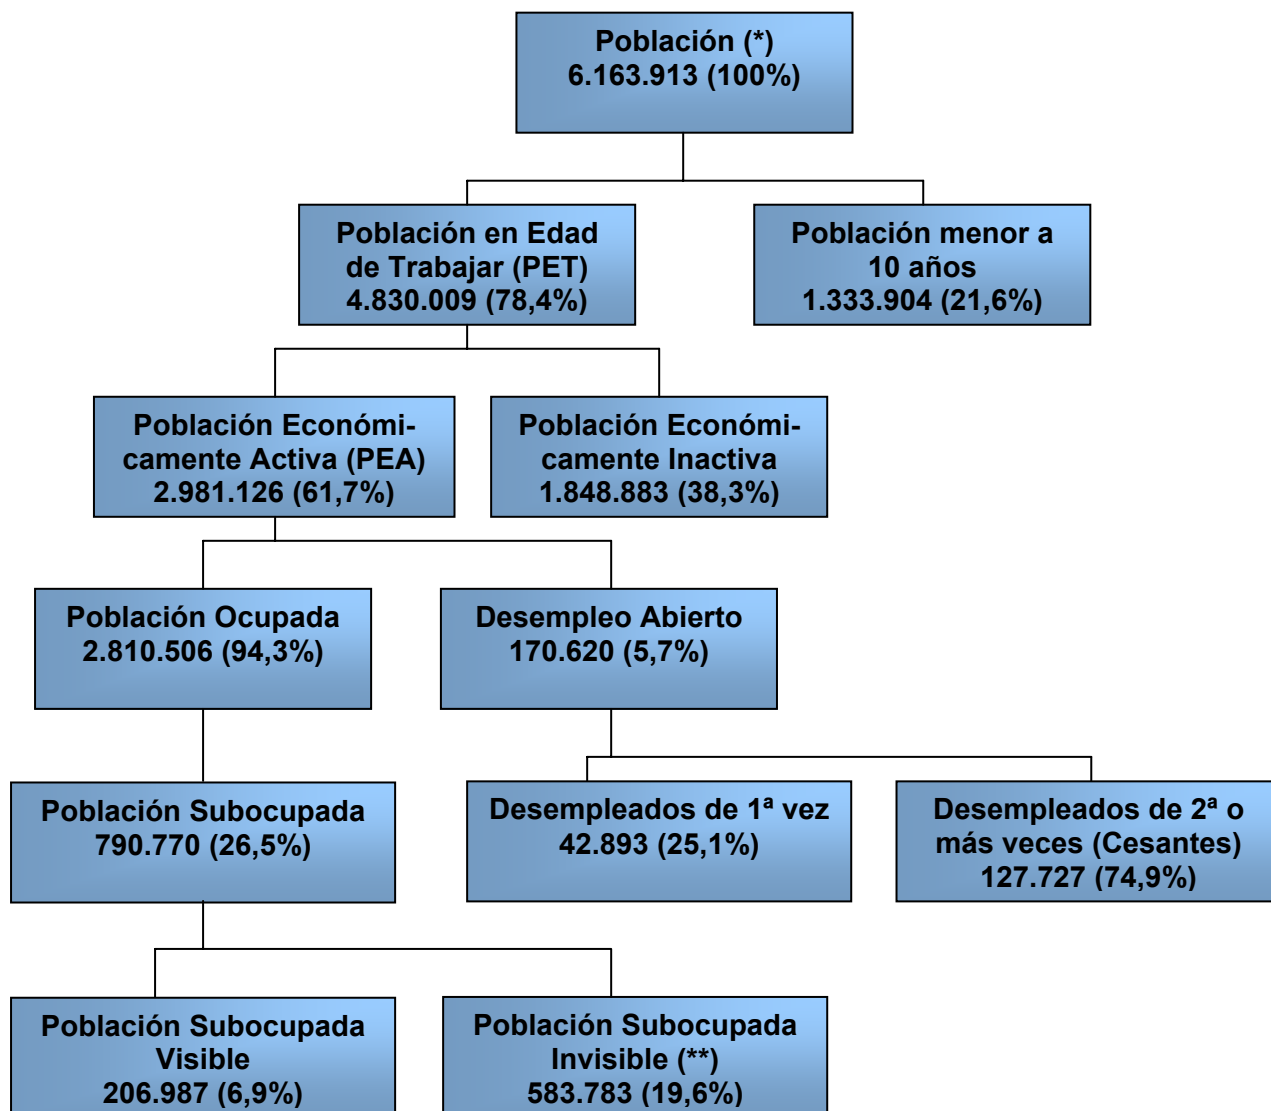 Población (*)
6.163.913 (100%)
Población en Edad
de Trabajar (PET)
4.830.009 (78,4%)
Población menor a
10 años
1.333.904 (21,6%)
Población Económi-
camente Activa (PEA)
2.981.126 (61,7%)
Población Económi-
camente Inactiva
1.848.883 (38,3%)
Población Ocupada
2.810.506 (94,3%)
Desempleo Abierto
170.620 (5,7%)
Población Subocupada
790.770 (26,5%)
Desempleados de 1ª vez
42.893 (25,1%)
Desempleados de 2ª o
más veces (Cesantes)
127.727 (74,9%)
Población Subocupada
Visible
206.987 (6,9%)
Población Subocupada
Invisible (**)
583.783 (19,6%)